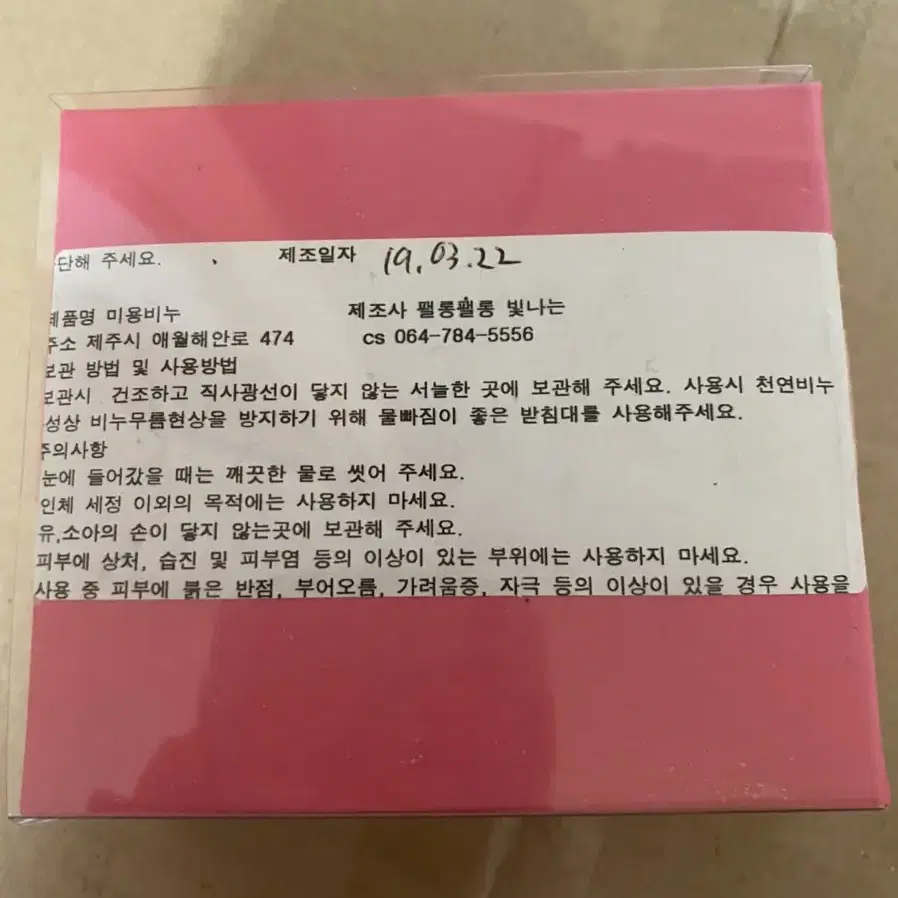 단해 주세요. 제조일자 19.03.22
제품명 미용비누 제조사 팰롱팰롱 빛나는
주소 제주시 애월해안로 474 cs 064-784-5556
보관 방법 및 사용방법
보관시 건조하고 직사광선이 닿지 않는 서늘한 곳에 보관해 주세요. 사용시 천연비누
성상 비누무름현상을 방지하기 위해 물빠짐이 좋은 받침대를 사용해주세요.
주의사항
눈에 들어갔을 때는 깨끗한 물로 씻어 주세요.
인체 세정 이외의 목적에는 사용하지 마세요.
유,소아의 손이 닿지 않는곳에 보관해 주세요.
피부에 상처, 습진 및 피부염 등의 이상이 있는 부위에는 사용하지 마세요.
사용 중 피부에 붉은 반점, 부어오름, 가려움증, 자극 등의 이상이 있을 경우 사용을